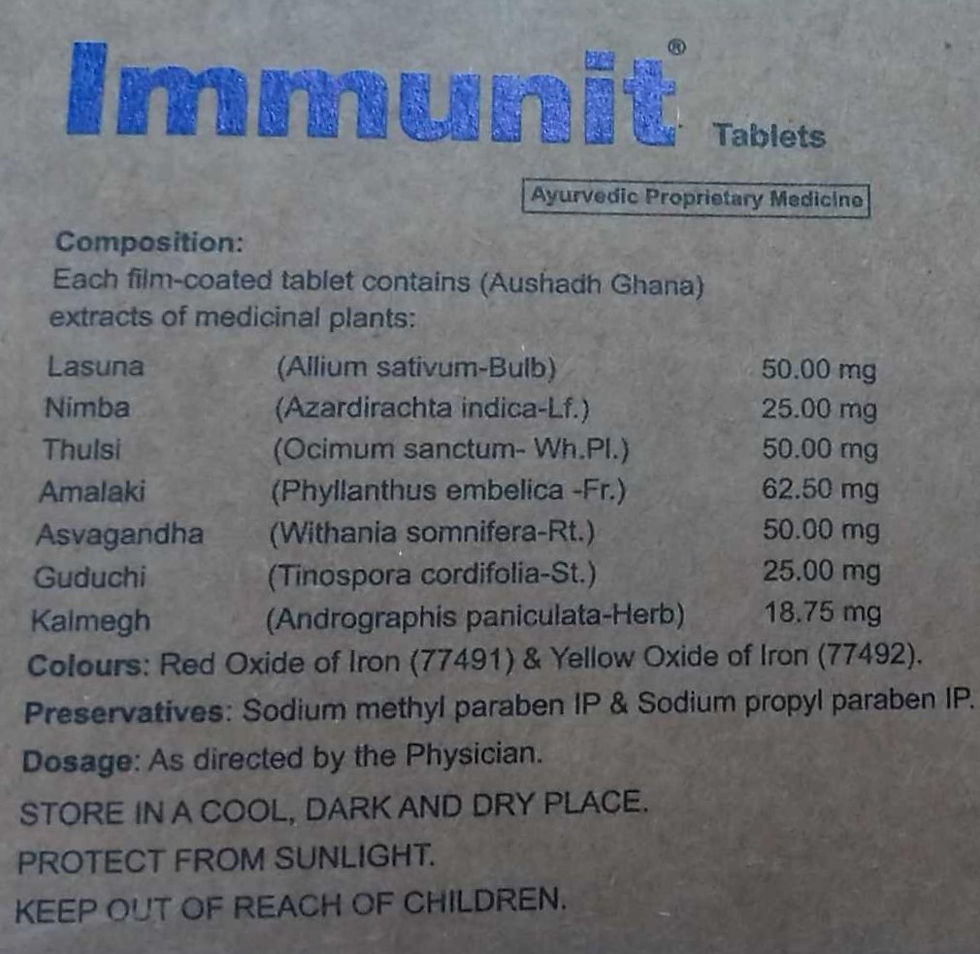 Immunit® Tablets
Ayurvedic Proprietary Medicine
Composition:
Each film-coated tablet contains (Aushadh Ghana)
extracts of medicinal plants:
Lasuna (Allium sativum-Bulb) 50.00 mg
Nimba (Azardirachta indica-Lf.) 25.00 mg
Thulsi (Ocimum sanctum- Wh.Pl.) 50.00 mg
Amalaki (Phyllanthus embelica -Fr.) 62.50 mg
Asvagandha (Withania somnifera-Rt.) 50.00 mg
Guduchi (Tinospora cordifolia-St.) 25.00 mg
Kalmegh (Andrographis paniculata-Herb) 18.75 mg
Colours: Red Oxide of Iron (77491) & Yellow Oxide of Iron (77492).
Preservatives: Sodium methyl paraben IP & Sodium propyl paraben IP.
Dosage: As directed by the Physician.
STORE IN A COOL, DARK AND DRY PLACE.
PROTECT FROM SUNLIGHT.
KEEP OUT OF REACH OF CHILDREN.